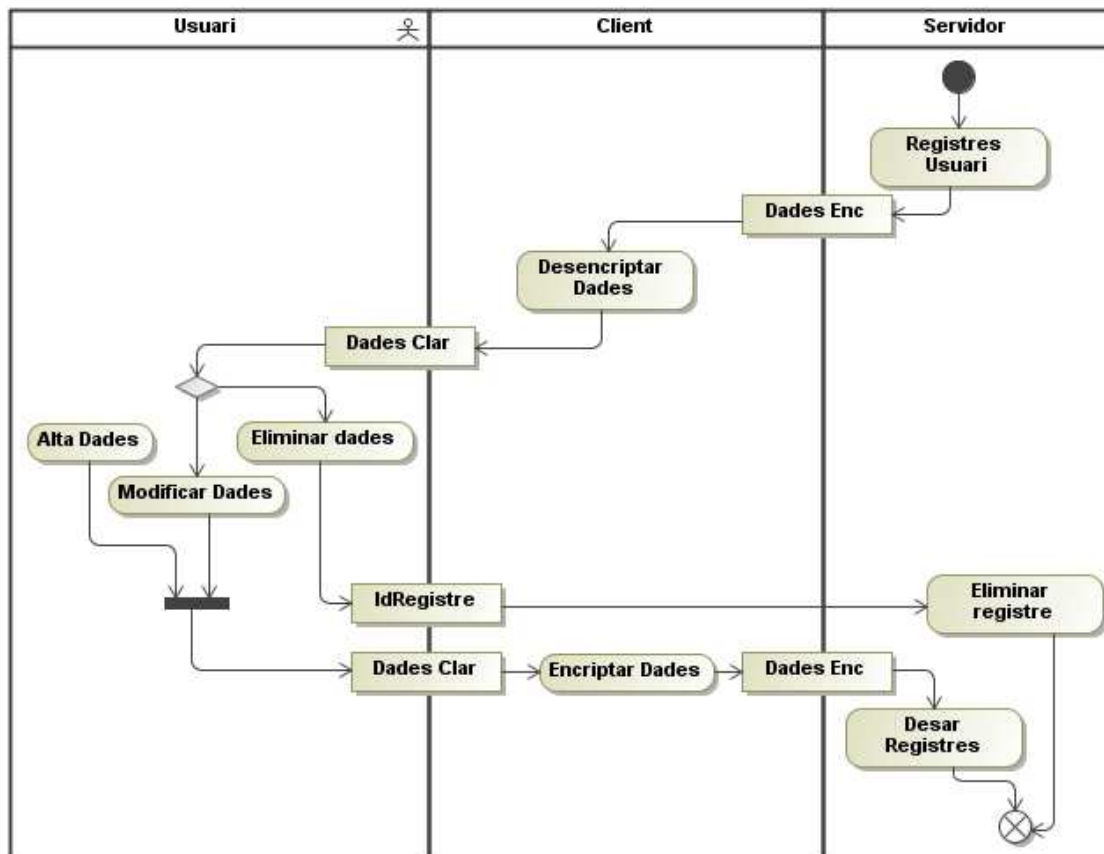 Usuari
Client
Servidor
Registres
Usuari
Dades Enc
Desencriptar
Dades
Dades Clar
Alta Dades
Eliminar dades
Modificar Dades
IdRegistre
Eliminar
registre
Dades Clar
Encriptar Dades
Dades Enc
Desar
Registres